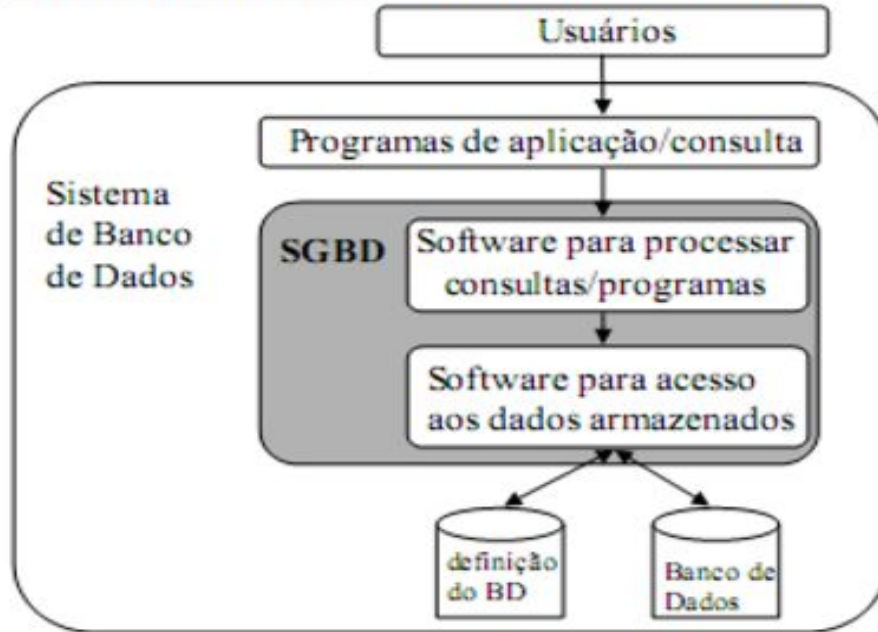 Usuários
Programas de aplicação/consulta
Sistema
de Banco
de Dados
SGBD
Software para processar
consultas/programas
Software para acesso
aos dados armazenados
definição
do BD
Banco de
Dados